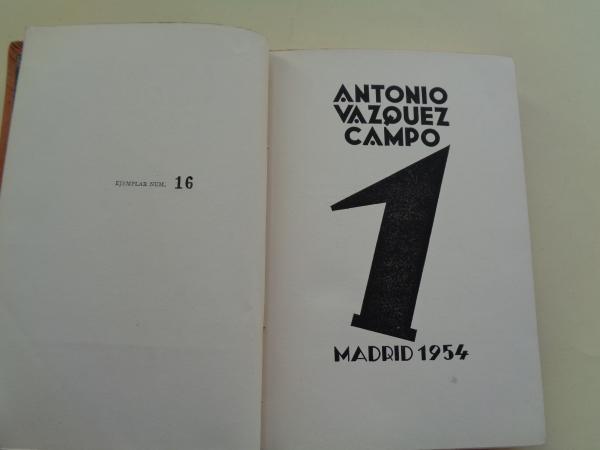 EJEMPLAR NUM. 16
ANTONIO
VAZQUEZ
CAMPO
1
MADRID 1954